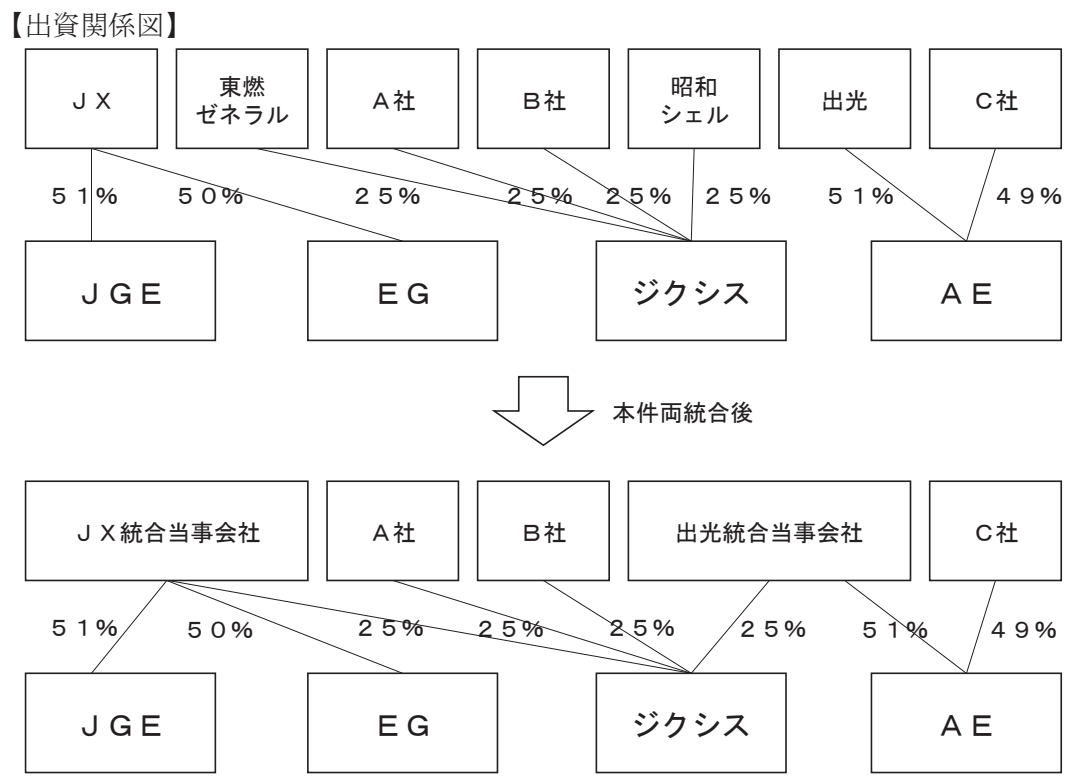 【出資関係図】
ＪＸ
東燃
ゼネラル
Ａ社
Ｂ社
昭和
シェル
出光
Ｃ社
５１％
５０％
２５％
２５％
２５％
２５％
５１％
４９％
ＪＧＥ
ＥＧ
ジクシス
ＡＥ
本件両統合後
ＪＸ統合当事会社
Ａ社
Ｂ社
出光統合当事会社
Ｃ社
５１％
５０％
２５％
２５％
２５％
２５％
５１％
４９％
ＪＧＥ
ＥＧ
ジクシス
ＡＥ